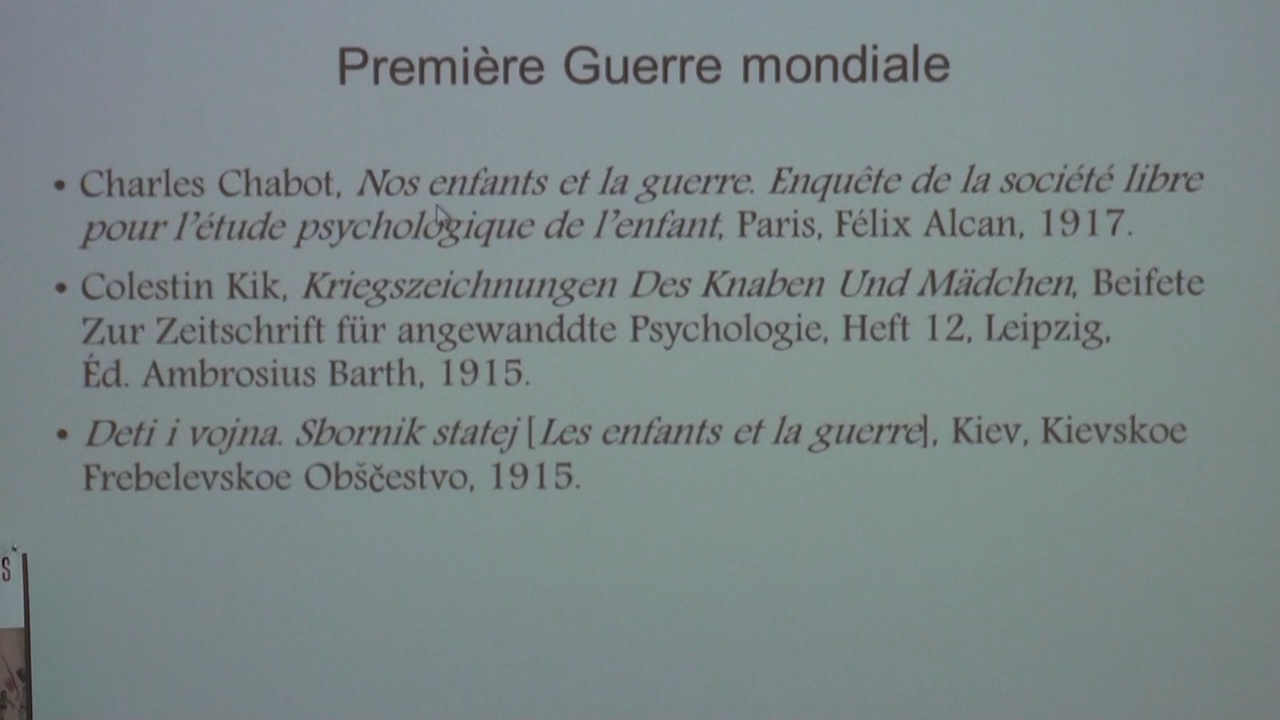 Première Guerre mondiale
• Charles Chabot, Nos enfants et la guerre. Enquête de la société libre
pour l'étude psychologique de l'enfant, Paris, Félix Alcan, 1917.
• Colestin Kik, Kriegszeichnungen Des Knaben Und Mädchen, Beifete
Zur Zeitschrift für angewanddte Psychologie, Heft 12, Leipzig,
Éd. Ambrosius Barth, 1915.
• Deti i vojna. Sbornik statej [Les enfants et la guerre], Kiev, Kievskoe
Frebelevskoe Obščestvo, 1915.
S